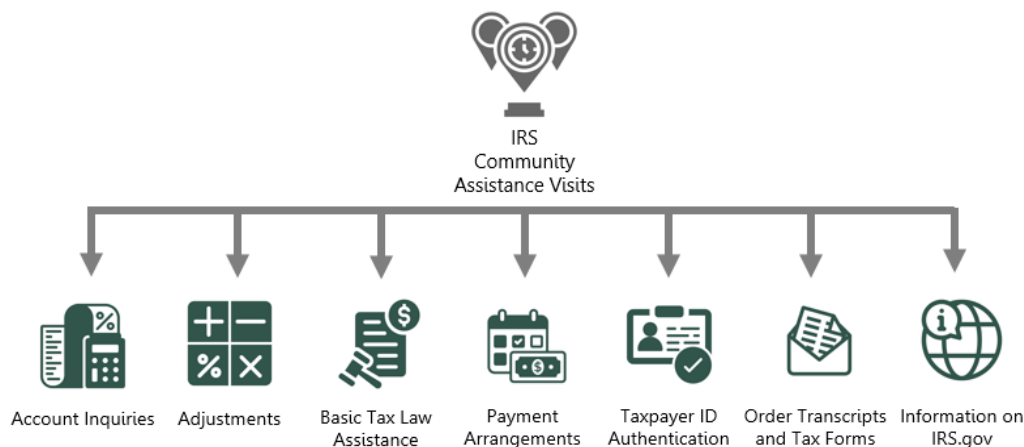 IRS
Community
Assistance Visits
Account Inquiries
Adjustments
Basic Tax Law
Assistance
Payment
Arrangements
Taxpayer ID
Authentication
Order Transcripts
and Tax Forms
Information on
IRS.gov